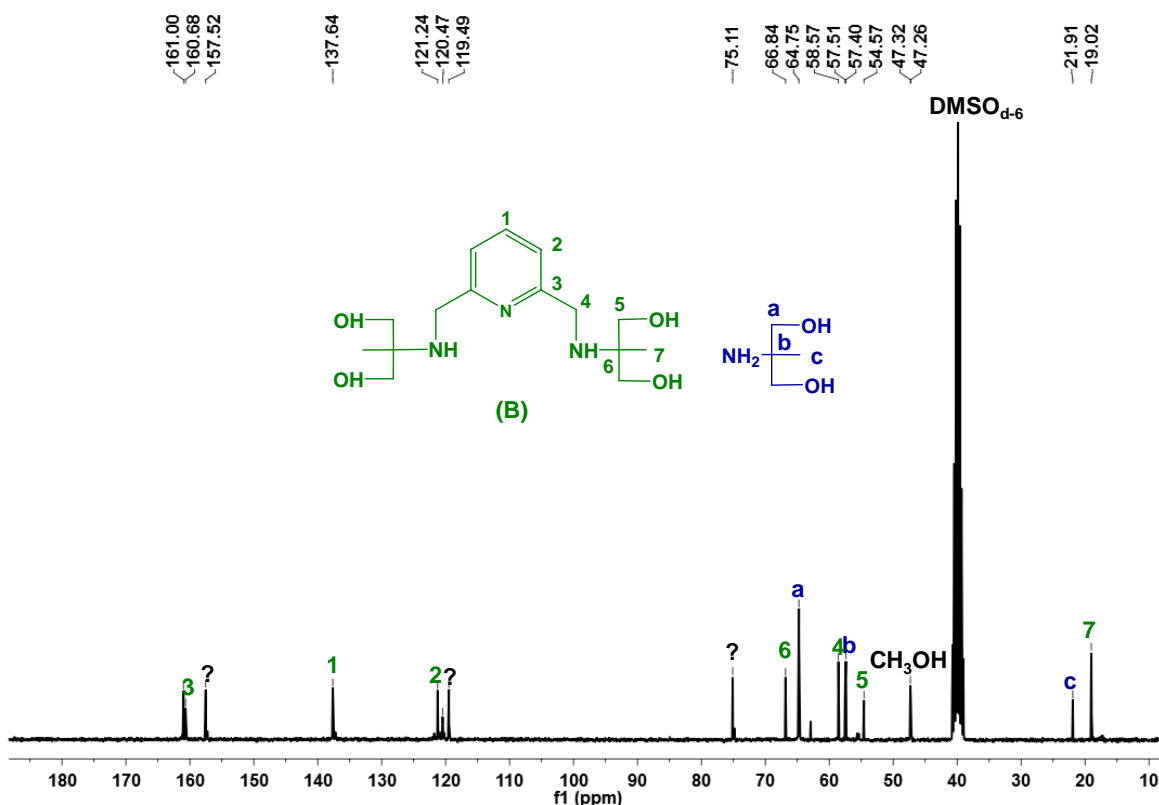 161.00
160.68
157.52
137.64
121.24
120.47
119.49
75.11
66.84
64.75
58.57
57.51
57.40
54.57
47.32
47.26
21.91
19.02
DMSOd-6
1
2
3
4
5
6
7
N
OH
OH
NH
NH
OH
OH
(B)
a
b
c
OH
NH2
OH
3
?
1
2
?
?
6
a
4
b
5
CH3OH
c
7
180 170 160 150 140 130 120 110 100 90 80 70 60 50 40 30 20 10
f1 (ppm)